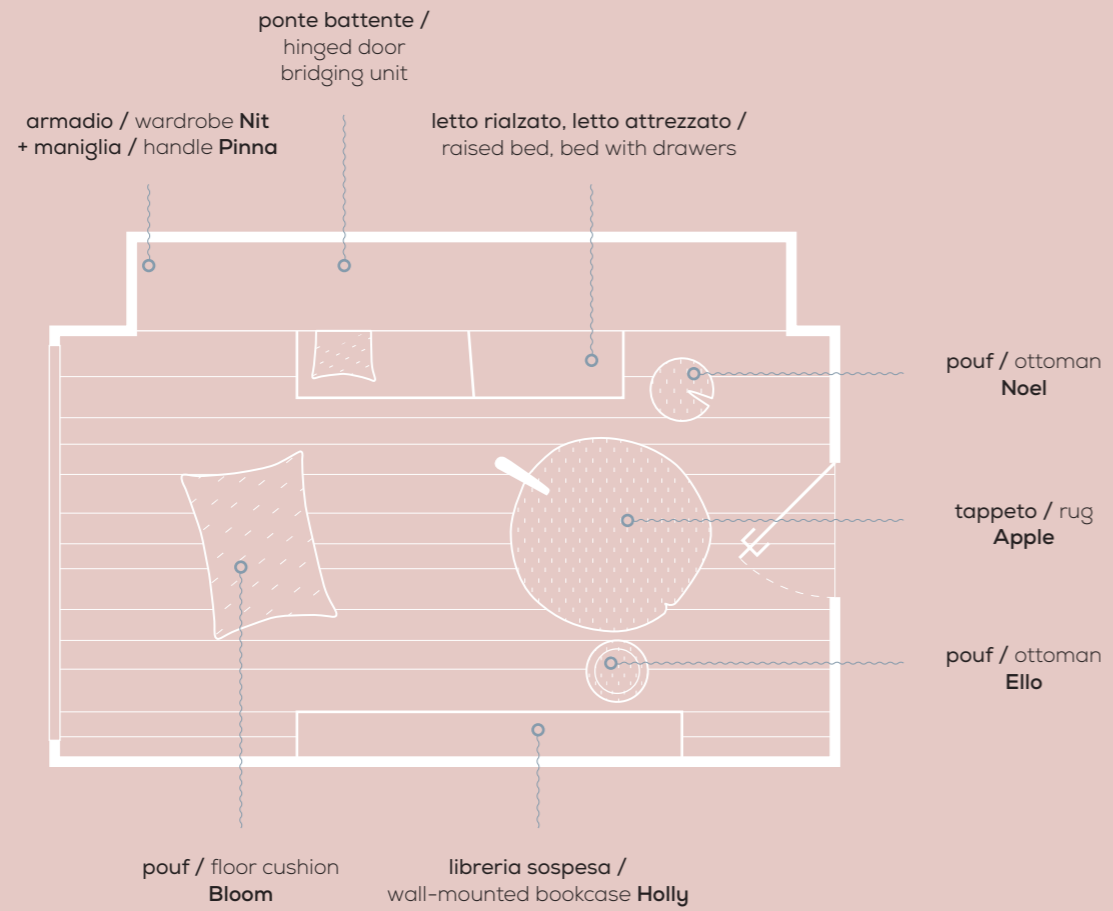 ponte battente /
hinged door
bridging unit
armadio / wardrobe Nit
+ maniglia / handle Pinna
letto rialzato, letto attrezzato /
raised bed, bed with drawers
pouf / ottoman
Noel
tappeto / rug
Apple
pouf / ottoman
Ello
pouf / floor cushion
Bloom
libreria sospesa /
wall-mounted bookcase Holly